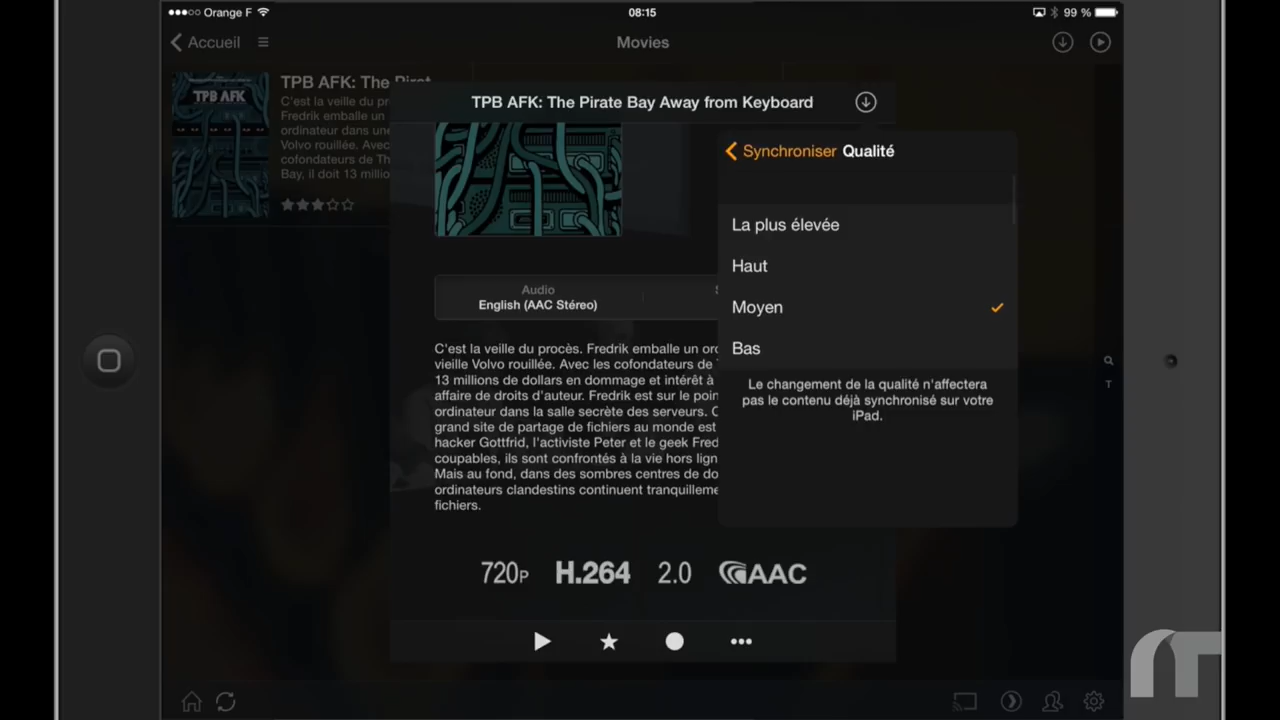 Orange F
08:15
99 %
Accueil
Movies
TPB AFK
TPB AFK: The Pirat
C'est la veille du pr
Fredrik emballe un
ordinateur dans une
Volvo rouillée. Avec
cofondateurs de Th
Bay, il doit 13 millio
TPB AFK: The Pirate Bay Away from Keyboard
Audio
English (AAC Stéreo)
C'est la veille du procès. Fredrik emballe un ord
vieille Volvo rouillée. Avec les cofondateurs de
13 millions de dollars en dommage et intérêt à
affaire de droits d'auteur. Fredrik est sur le poin
ordinateur dans la salle secrète des serveurs. C
grand site de partage de fichiers au monde est
hacker Gottfrid, l'activiste Peter et le geek Fred
coupables, ils sont confrontés à la vie hors lign
Mais au fond, dans des sombres centres de do
ordinateurs clandestins continuent tranquilleme
fichiers.
720P H.264 2.0 AAC
Synchroniser Qualité
La plus élevée
Haut
Moyen
Bas
Le changement de la qualité n'affectera
pas le contenu déjà synchronisé sur votre
iPad.
T